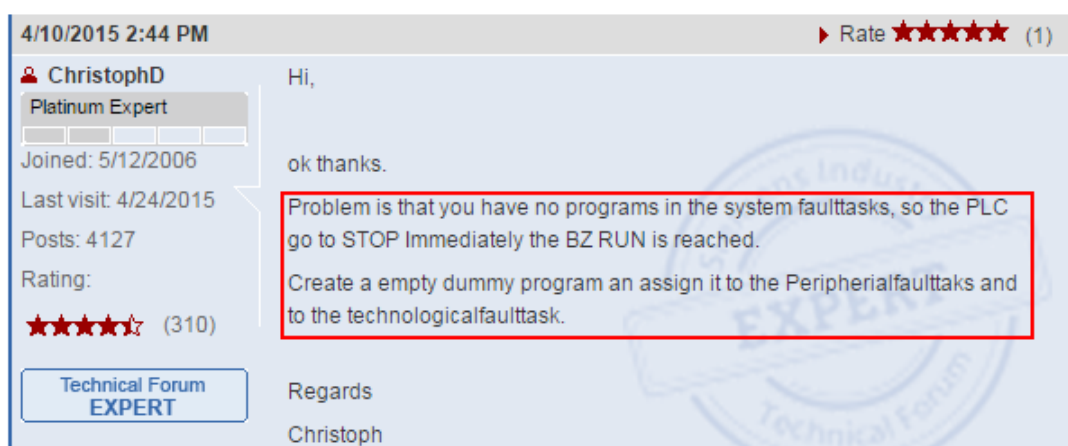 4/10/2015 2:44 PM
Rate (1)
ChristophD
Platinum Expert
Joined: 5/12/2006
Last visit: 4/24/2015
Posts: 4127
Rating:
(310)
Technical Forum
EXPERT
Hi,
ok thanks.
Problem is that you have no programs in the system faulttasks, so the PLC
go to STOP Immediately the BZ RUN is reached.
Create a empty dummy program an assign it to the Peripherialfaulttaks and
to the technologicalfaulttask.
Regards
Christoph
EXPERT
Technical Forum